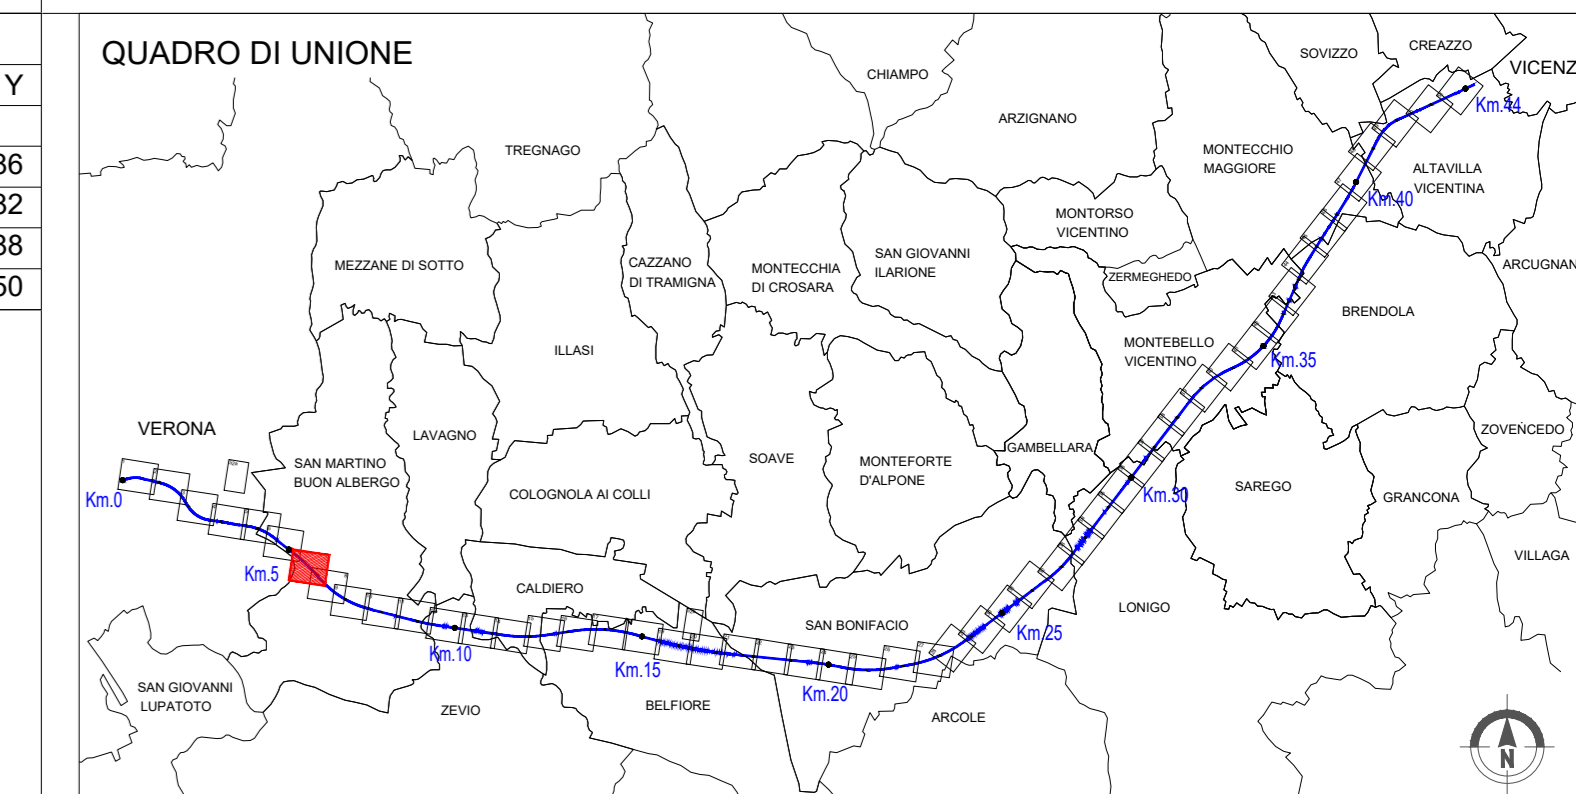 QUADRO DI UNIONE
Y
36
32
38
50
CREAZZO
SOVIZZO
VICENZ
CHIAMPO
Km.44
ARZIGNANO
TREGNAGO
MONTECCHIO
MAGGIORE
ALTAVILLA
VICENTINA
Km.40
MONTORSO
VICENTINO
SAN GIOVANNI
ILARIONE
MEZZANE DI SOTTO
CAZZANO
DI TRAMIGNA
MONTECCHIA
DI CROSARA
ZERMEGHEDO
ARCUGNAN
BRENDOLA
ILLASI
MONTEBELLO
VICENTINO
Km.35
VERONA
LAVAGNO
ZOVENCEDO
GAMBELLARA
SAN MARTINO
BUON ALBERGO
SOAVE
MONTEFORTE
D'ALPONE
COLOGNOLA AI COLLI
SAREGO
GRANCONA
Km.0
Km.30
VILLAGA
Km.5
CALDIERO
LONIGO
SAN BONIFACIO
Km.25
Km.10
Km.15
Km.20
SAN GIOVANNI
LUPATOTO
ZEVIO
BELFIORE
ARCOLE
N